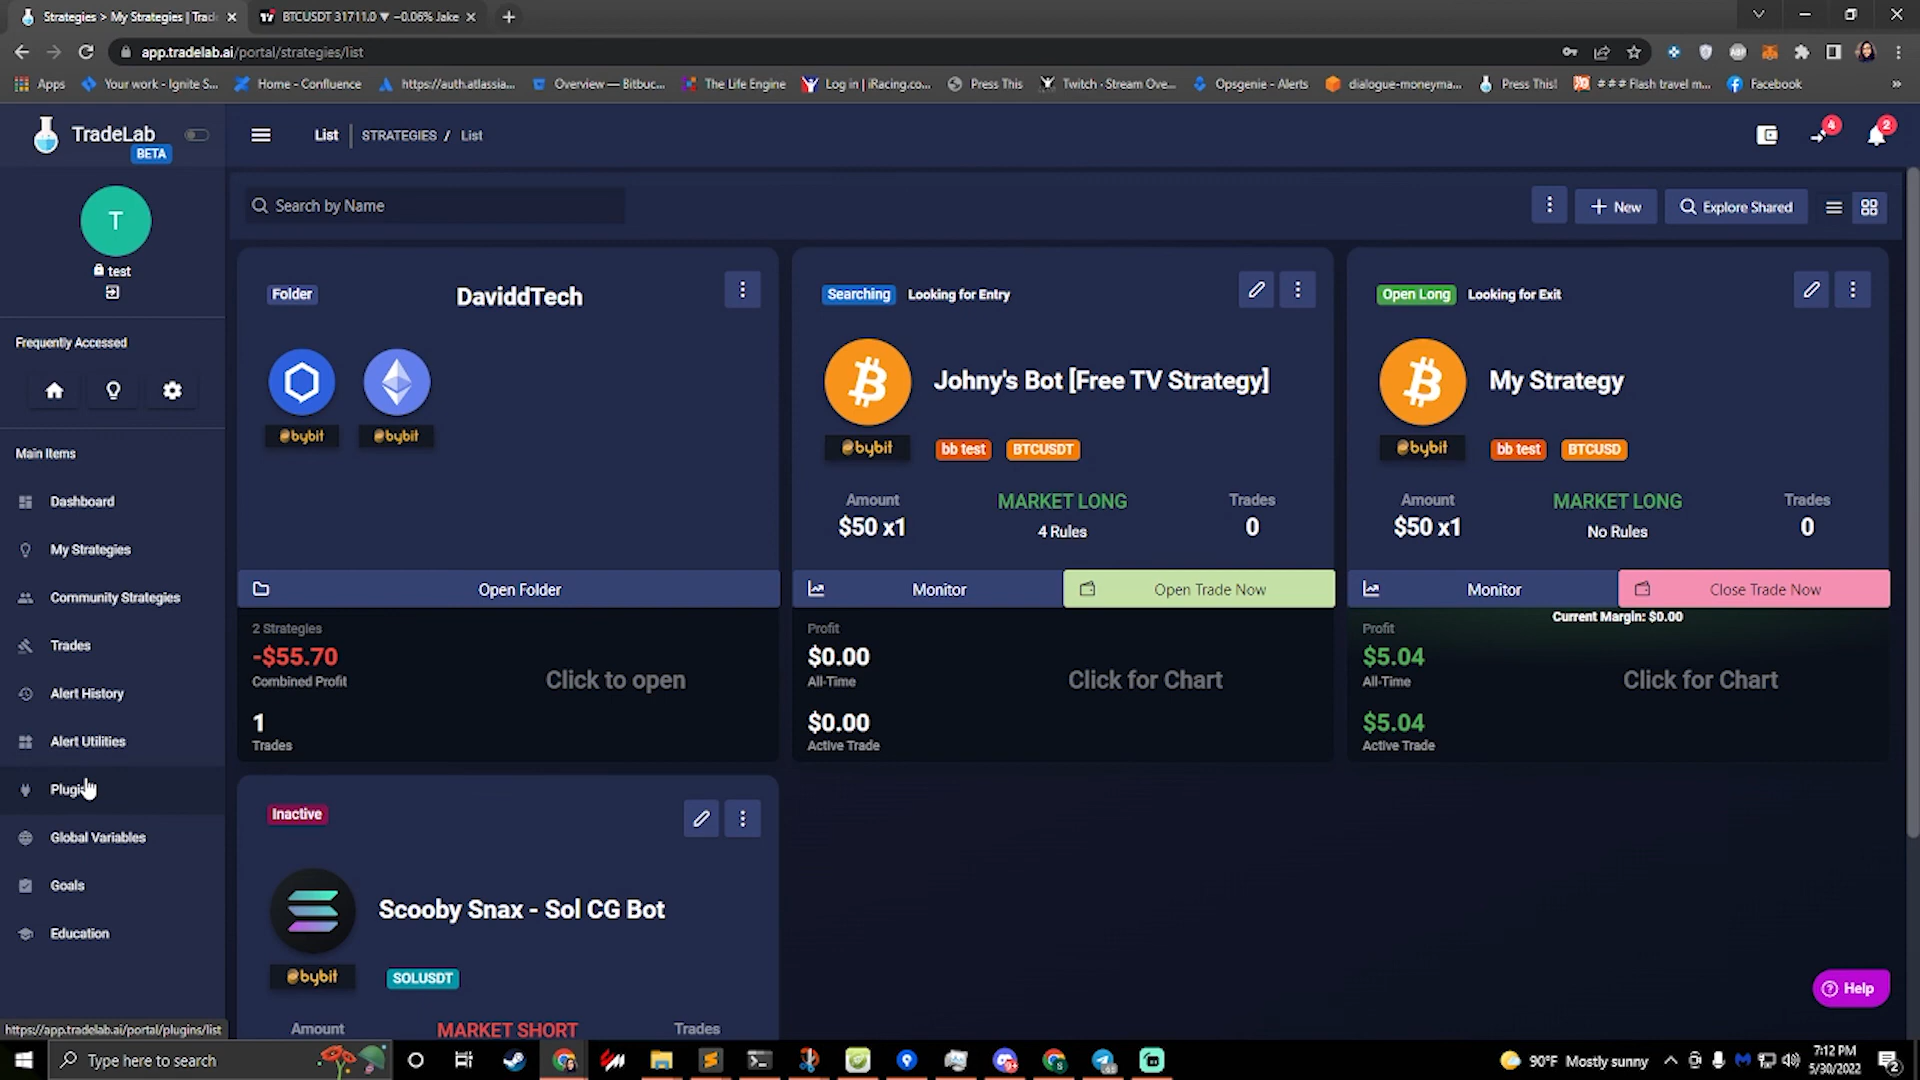 Strategies > My Strategies | Trad
BTCUSDT 31711.0 ▼ −0.06% Jake
app.tradelab.ai/portal/strategies/list
Apps
Your work - Ignite S...
Home - Confluence
https://auth.atlassia...
Overview — Bitbuc...
The Life Engine
Log in | iRacing.co...
Press This
Twitch - Stream Ove...
Opsgenie - Alerts
dialogue-moneyma...
Press This!
# # # Flash travel m...
Facebook
»
TradeLab
BETA
List
STRATEGIES / List
4
2
T
test
Search by Name
+ New
Explore Shared
Frequently Accessed
Main Items
Dashboard
My Strategies
Community Strategies
Trades
Alert History
Alert Utilities
Plugi
Global Variables
Goals
Education
Folder
DaviddTech
bybit
bybit
Open Folder
2 Strategies
-$55.70
Combined Profit
Click to open
1
Trades
Searching
Looking for Entry
Johny's Bot [Free TV Strategy]
bybit
bb test
BTCUSDT
Amount
MARKET LONG
Trades
$50 x1
4 Rules
0
Monitor
Open Trade Now
Profit
$0.00
All-Time
Click for Chart
$0.00
Active Trade
Open Long
Looking for Exit
My Strategy
bybit
bb test
BTCUSD
Amount
MARKET LONG
Trades
$50 x1
No Rules
0
Monitor
Close Trade Now
Current Margin: $0.00
Profit
$5.04
All-Time
Click for Chart
$5.04
Active Trade
Inactive
Scooby Snax - Sol CG Bot
bybit
SOLUSDT
Amount
MARKET SHORT
Trades
Help
https://app.tradelab.ai/portal/plugins/list
Type here to search
90°F Mostly sunny
7:12 PM
5/30/2022
2